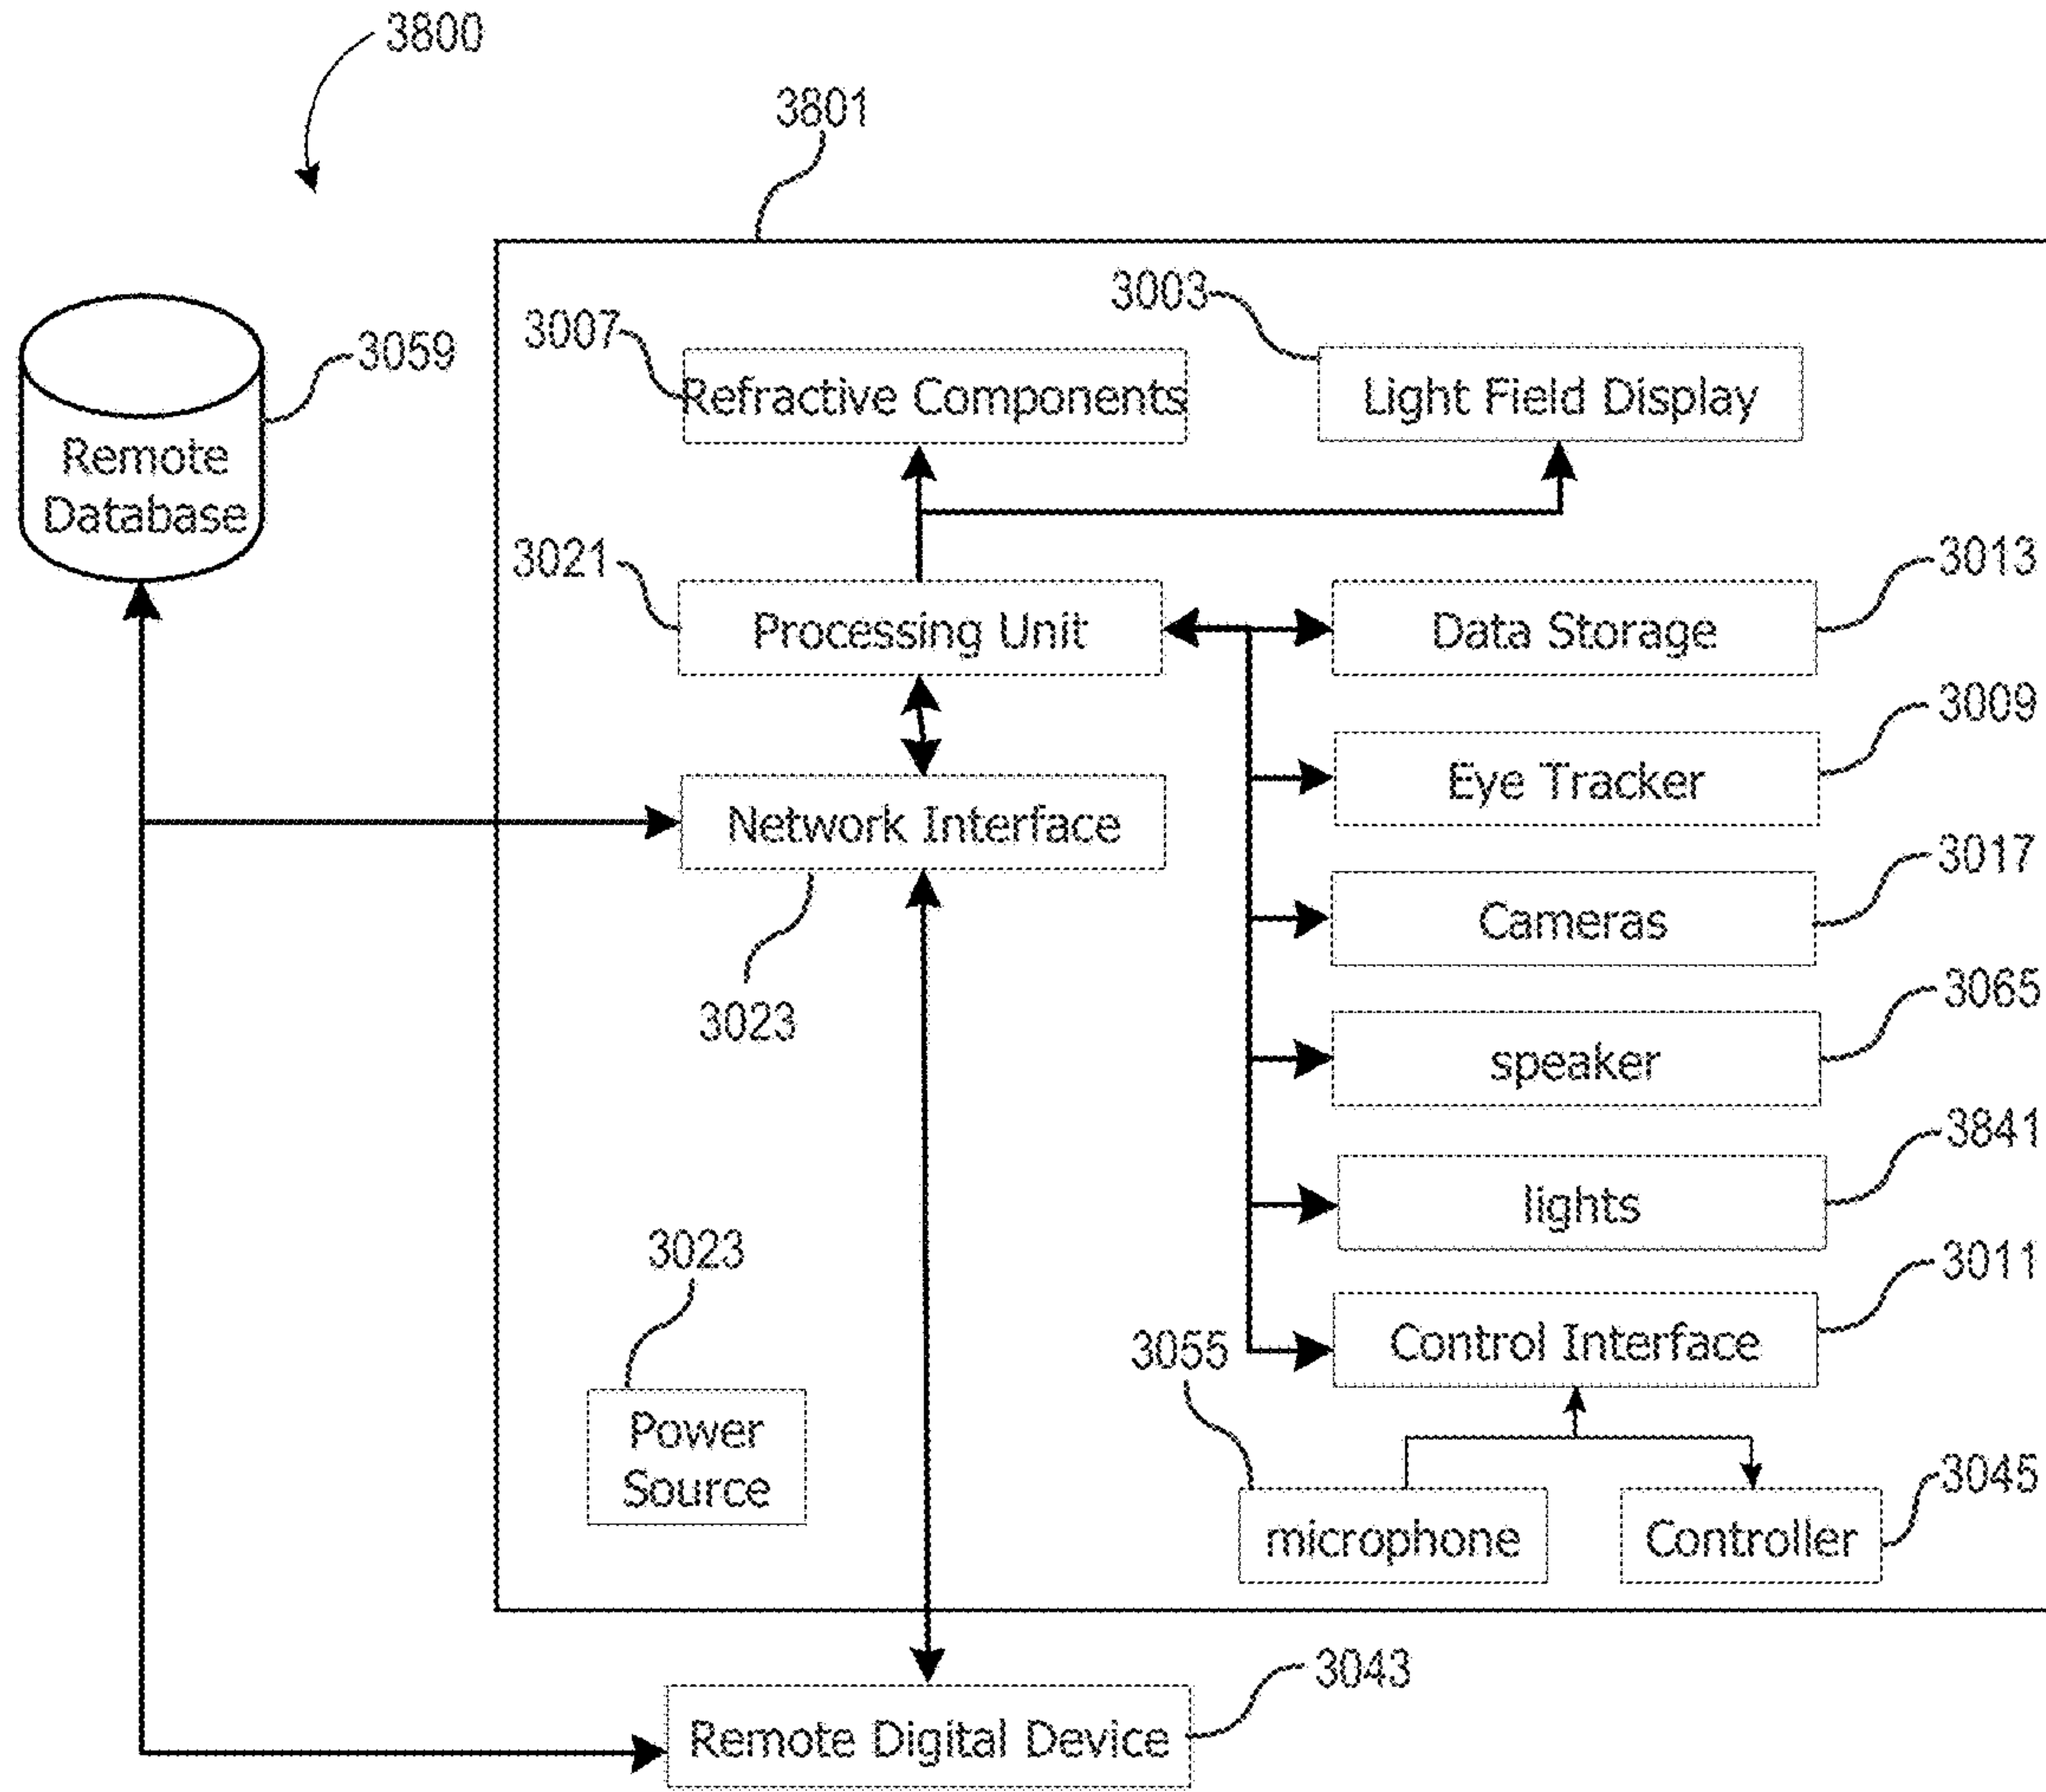 3800
3801
3003
3007
3059
Refractive Components
Light Field Display
Remote
Database
3021
3013
Processing Unit
Data Storage
3009
Eye Tracker
Network Interface
3017
Cameras
3023
3065
speaker
3841
lights
3023
3011
Control Interface
3055
Power
Source
3045
microphone
Controller
3043
Remote Digital Device